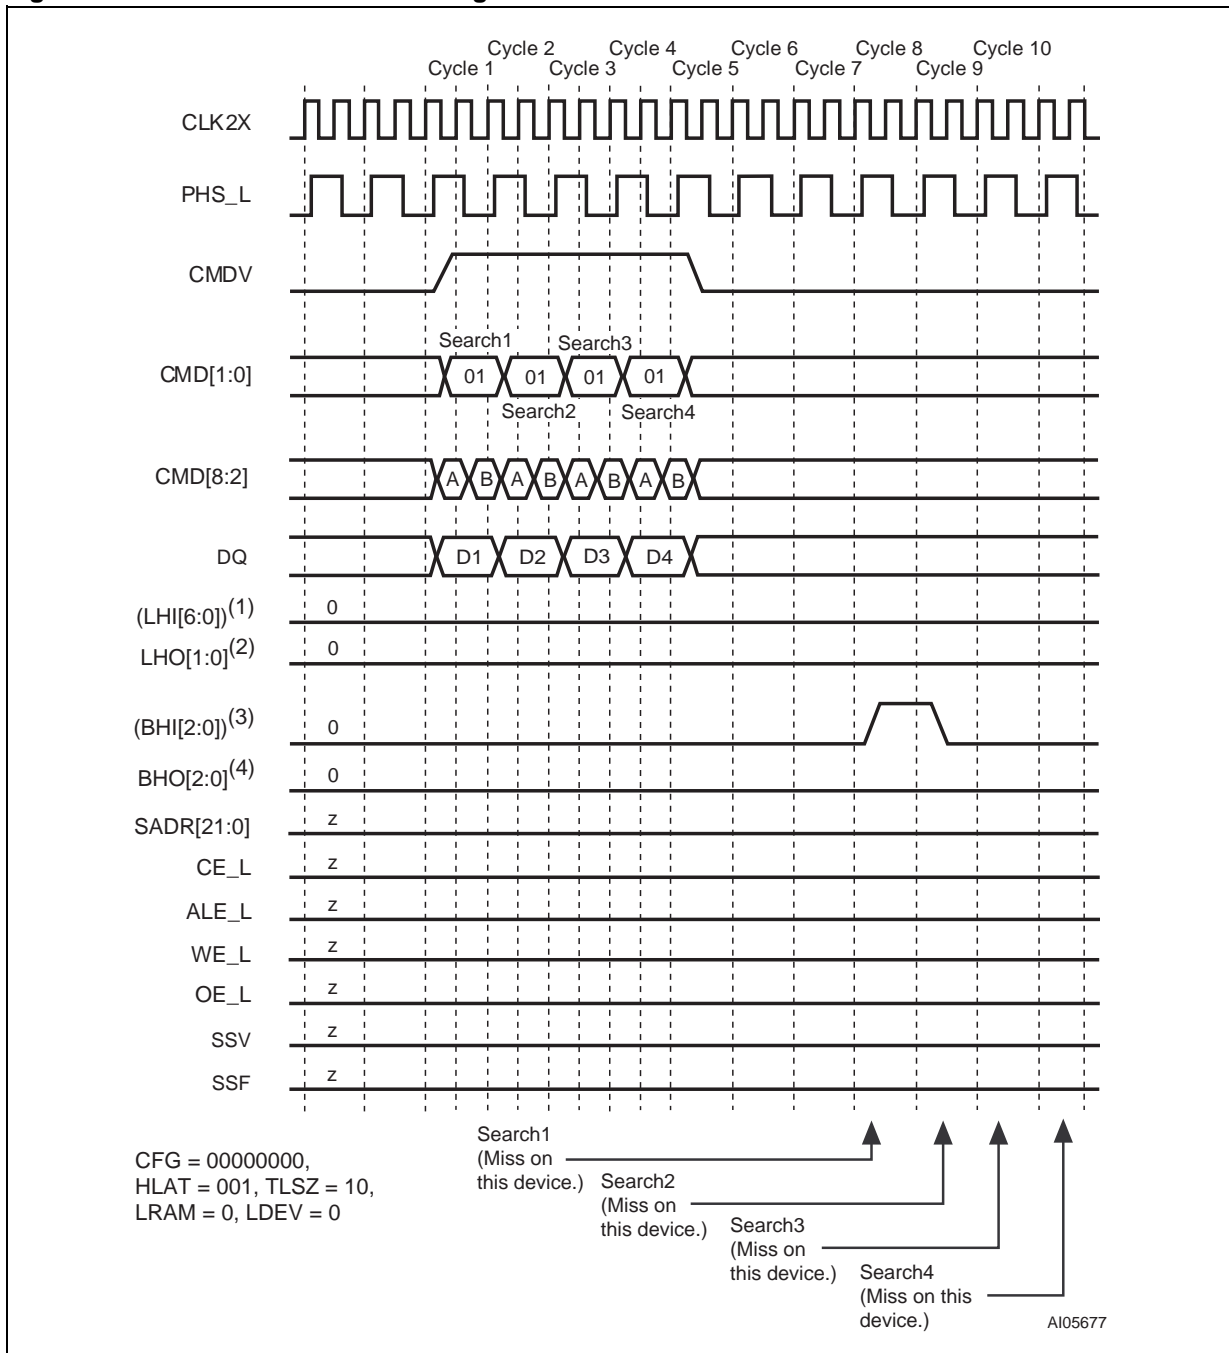 Cycle 2 Cycle 4 Cycle 6 Cycle 8 Cycle 10
Cycle 1 Cycle 3 Cycle 5 Cycle 7 Cycle 9
CLK2X
PHS_L
CMDV
Search1 Search3
CMD[1:0] 01 01 01 01
Search2 Search4
CMD[8:2] A B A B A B A B
DQ D1 D2 D3 D4
(LHI[6:0])(1) 0
LHO[1:0](2) 0
(BHI[2:0])(3) 0
BHO[2:0](4) 0
SADR[21:0] z
CE_L z
ALE_L z
WE_L z
OE_L z
SSV z
SSF z
CFG = 00000000,
HLAT = 001, TLSZ = 10,
LRAM = 0, LDEV = 0
Search1
(Miss on
this device.)
Search2
(Miss on
this device.)
Search3
(Miss on
this device.)
Search4
(Miss on this
device.)
AI05677